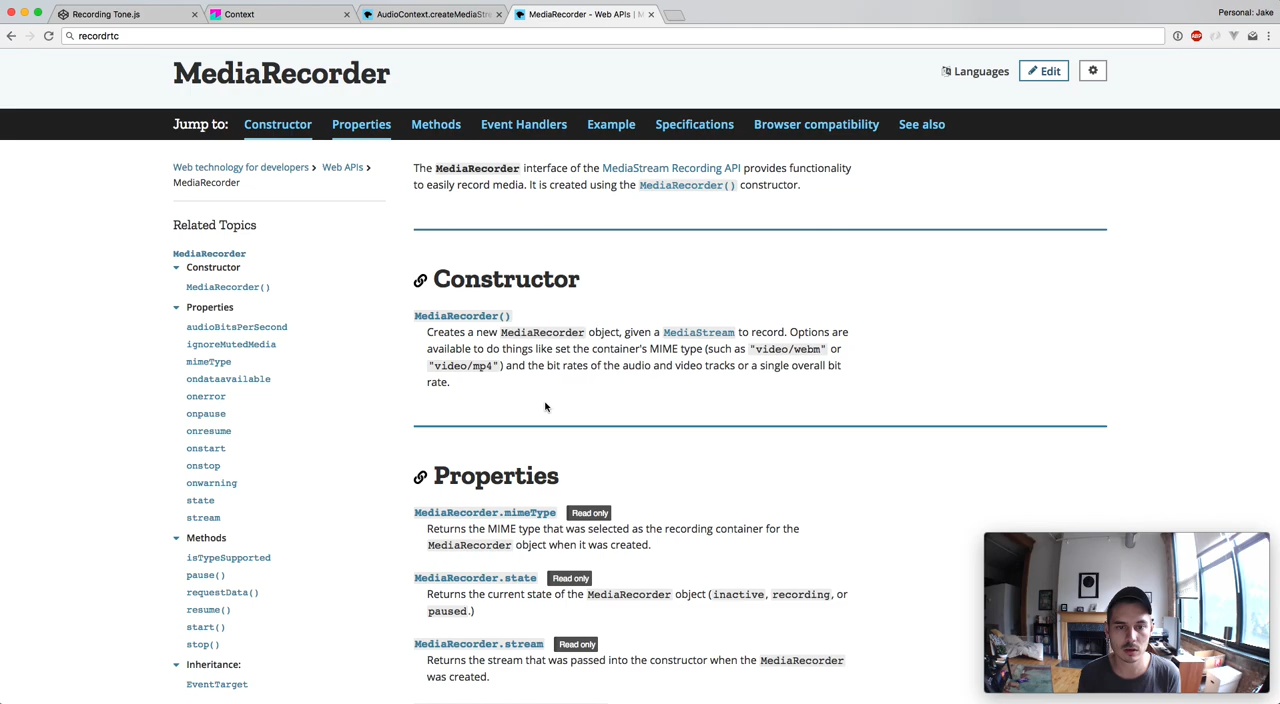 Recording Tone.js
Context
AudioContext.createMediaStre
MediaRecorder - Web APIs | M
Personal: Jake
recordrtc
ABP
MediaRecorder
Languages
Edit
Jump to: Constructor Properties Methods Event Handlers Example Specifications Browser compatibility See also
Web technology for developers Web APIs
MediaRecorder
Related Topics
MediaRecorder
Constructor
MediaRecorder()
Properties
audioBitsPerSecond
ignoreMutedMedia
mimeType
ondataavailable
onerror
onpause
onresume
onstart
onstop
onwarning
state
stream
Methods
isTypeSupported
pause()
requestData()
resume()
start()
stop()
Inheritance:
EventTarget
The MediaRecorder interface of the MediaStream Recording API provides functionality
to easily record media. It is created using the MediaRecorder() constructor.
Constructor
MediaRecorder()
Creates a new MediaRecorder object, given a MediaStream to record. Options are
available to do things like set the container's MIME type (such as "video/webm" or
"video/mp4") and the bit rates of the audio and video tracks or a single overall bit
rate.
Properties
MediaRecorder.mimeType Read only
Returns the MIME type that was selected as the recording container for the
MediaRecorder object when it was created.
MediaRecorder.state Read only
Returns the current state of the MediaRecorder object (inactive, recording, or
paused.)
MediaRecorder.stream Read only
Returns the stream that was passed into the constructor when the MediaRecorder
was created.